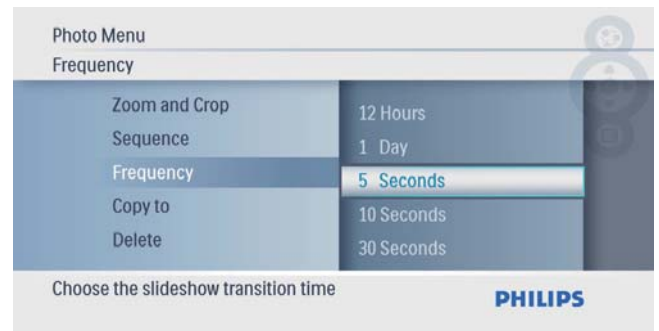 Photo Menu
Frequency
Zoom and Crop
Sequence
Frequency
Copy to
Delete
12 Hours
1 Day
5 Seconds
10 Seconds
30 Seconds
Choose the slideshow transition time
PHILIPS